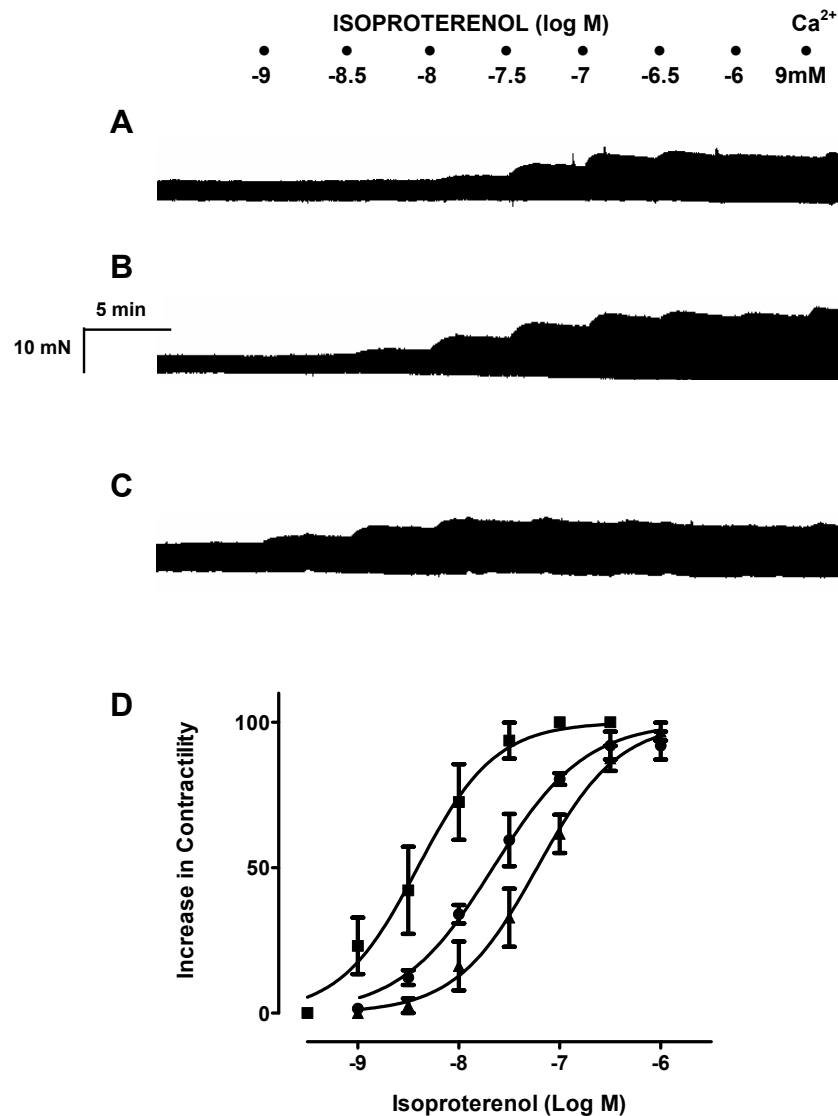 ISOPROTERENOL (log M) Ca²⁺
-9 -8.5 -8 -7.5 -7 -6.5 -6 9mM
A
B
5 min
10 mN
C
D
100
50
0
Increase in Contractility
-9 -8 -7 -6
Isoproterenol (Log M)